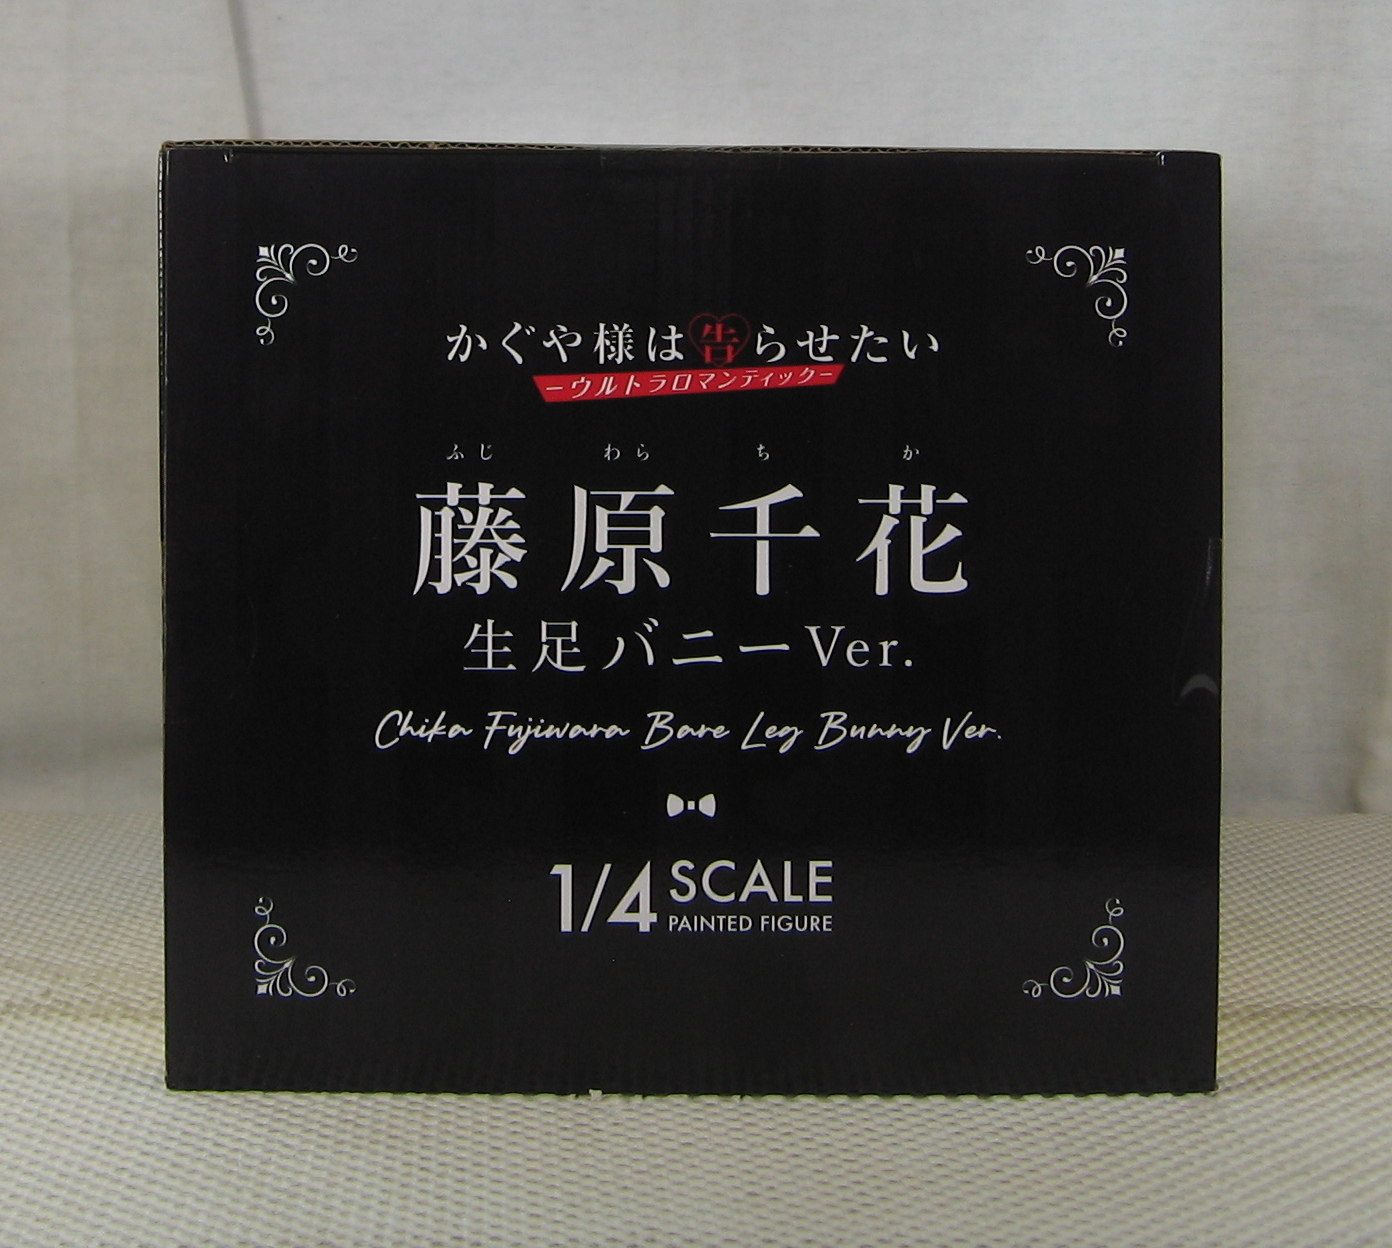 かぐや様は告らせたい
-ウルトラロマンティック-
ふじ わら ち か
藤原千花
生足バニーVer.
Chika Fujiwara Bare Leg Bunny Ver.
1/4 SCALE
PAINTED FIGURE